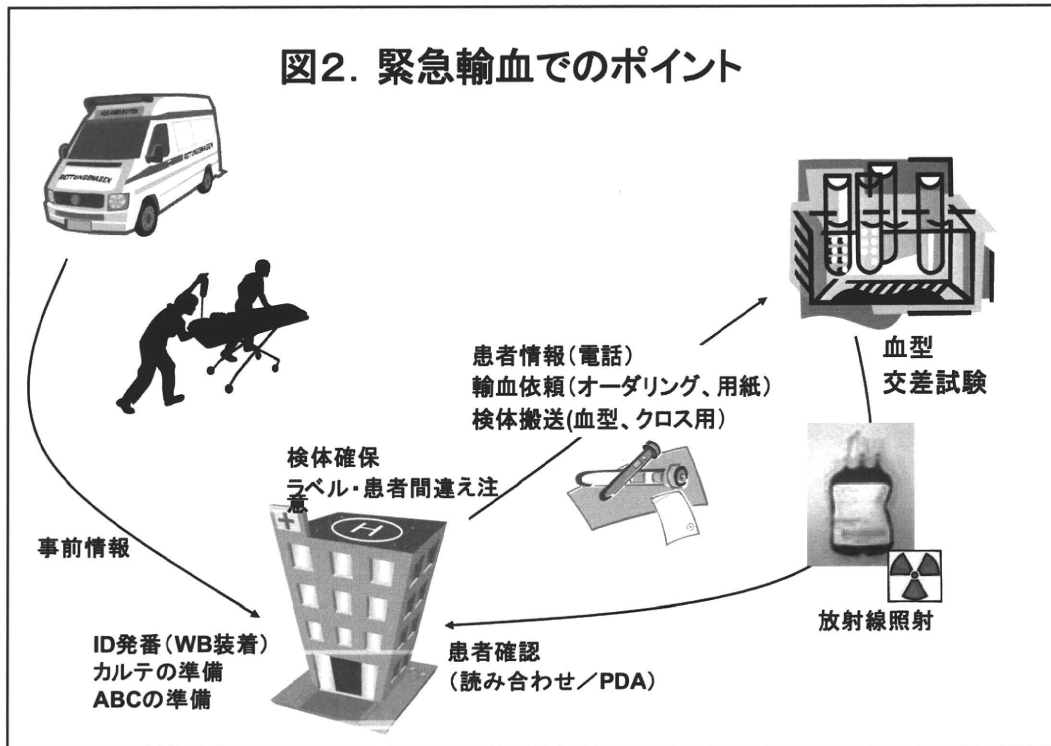 図2．緊急輸血でのポイント
RETTUNGSWAGEN
RETTUNGSWAGEN
患者情報（電話）
輸血依頼（オーダリング、用紙）
検体搬送(血型、クロス用）
血型
交差試験
検体確保
ラベル・患者間違え注
意
H
事前情報
放射線照射
ID発番（WB装着）
カルテの準備
ABCの準備
患者確認
（読み合わせ／PDA）